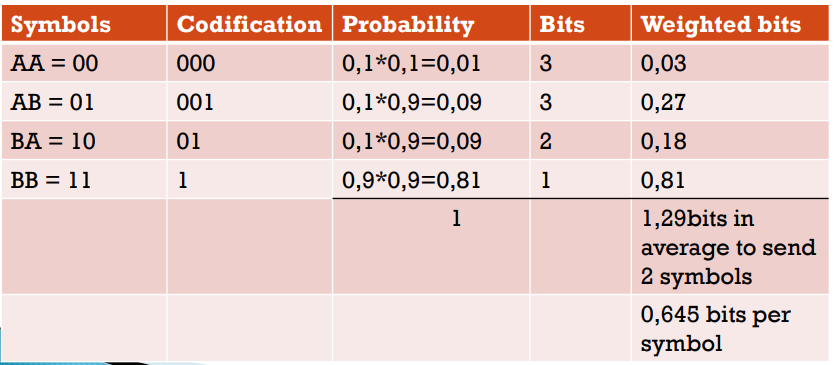 Symbols Codification Probability Bits Weighted bits
AA = 00 000 0,1*0,1=0,01 3 0,03
AB = 01 001 0,1*0,9=0,09 3 0,27
BA = 10 01 0,1*0,9=0,09 2 0,18
BB = 11 1 0,9*0,9=0,81 1 0,81
1 1,29bits in
average to send
2 symbols
0,645 bits per
symbol